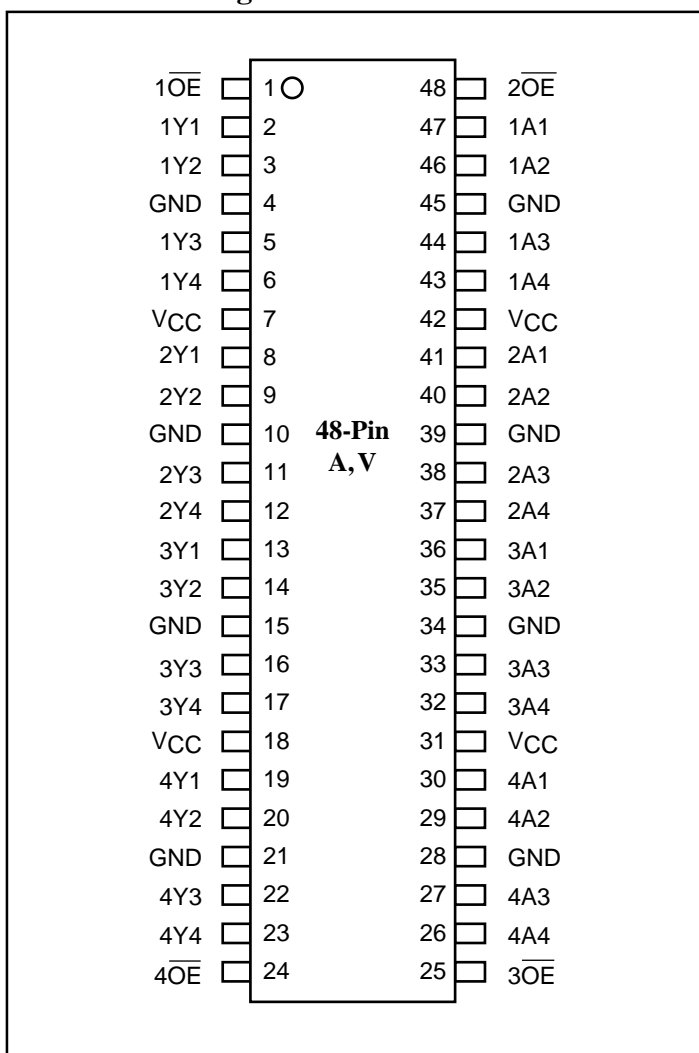 1O̅E̅ 1 48 2O̅E̅
1Y1 2 47 1A1
1Y2 3 46 1A2
GND 4 45 GND
1Y3 5 44 1A3
1Y4 6 43 1A4
VCC 7 42 VCC
2Y1 8 41 2A1
2Y2 9 40 2A2
GND 10 48-Pin 39 GND
2Y3 11 A,V 38 2A3
2Y4 12 37 2A4
3Y1 13 36 3A1
3Y2 14 35 3A2
GND 15 34 GND
3Y3 16 33 3A3
3Y4 17 32 3A4
VCC 18 31 VCC
4Y1 19 30 4A1
4Y2 20 29 4A2
GND 21 28 GND
4Y3 22 27 4A3
4Y4 23 26 4A4
4O̅E̅ 24 25 3O̅E̅